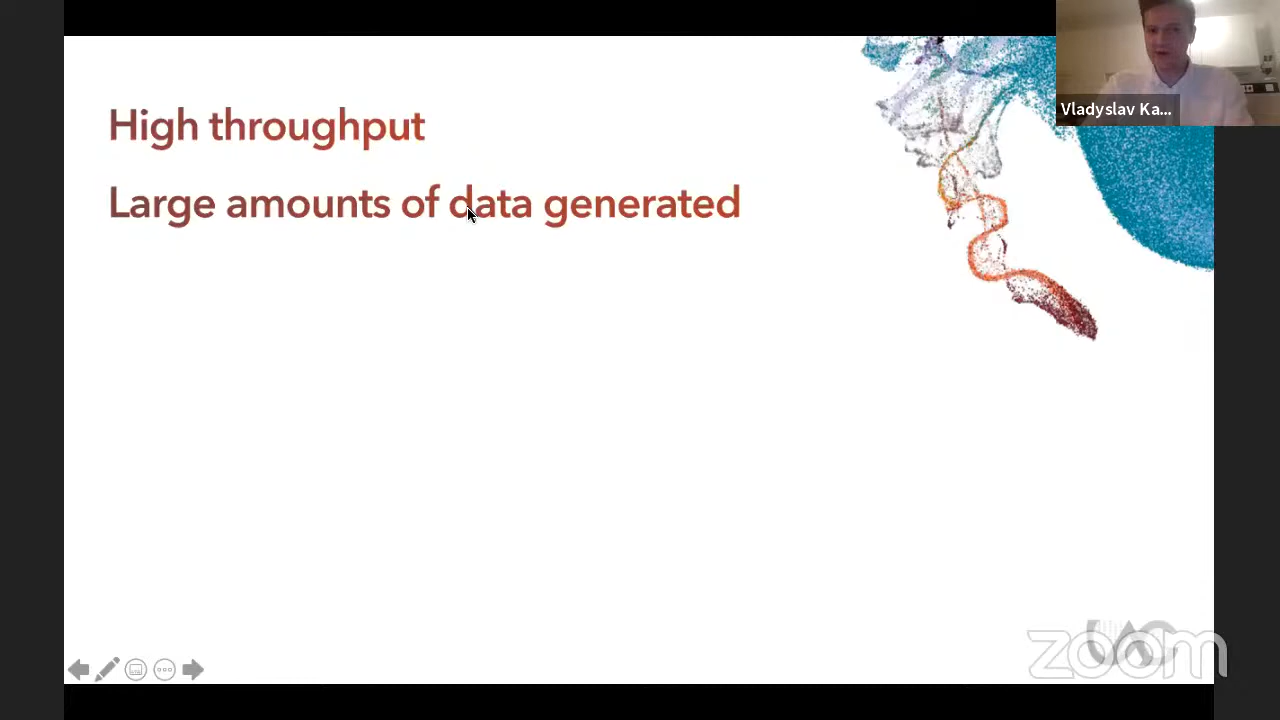 Vladyslav Ka...
High throughput
Large amounts of data generated
zoom